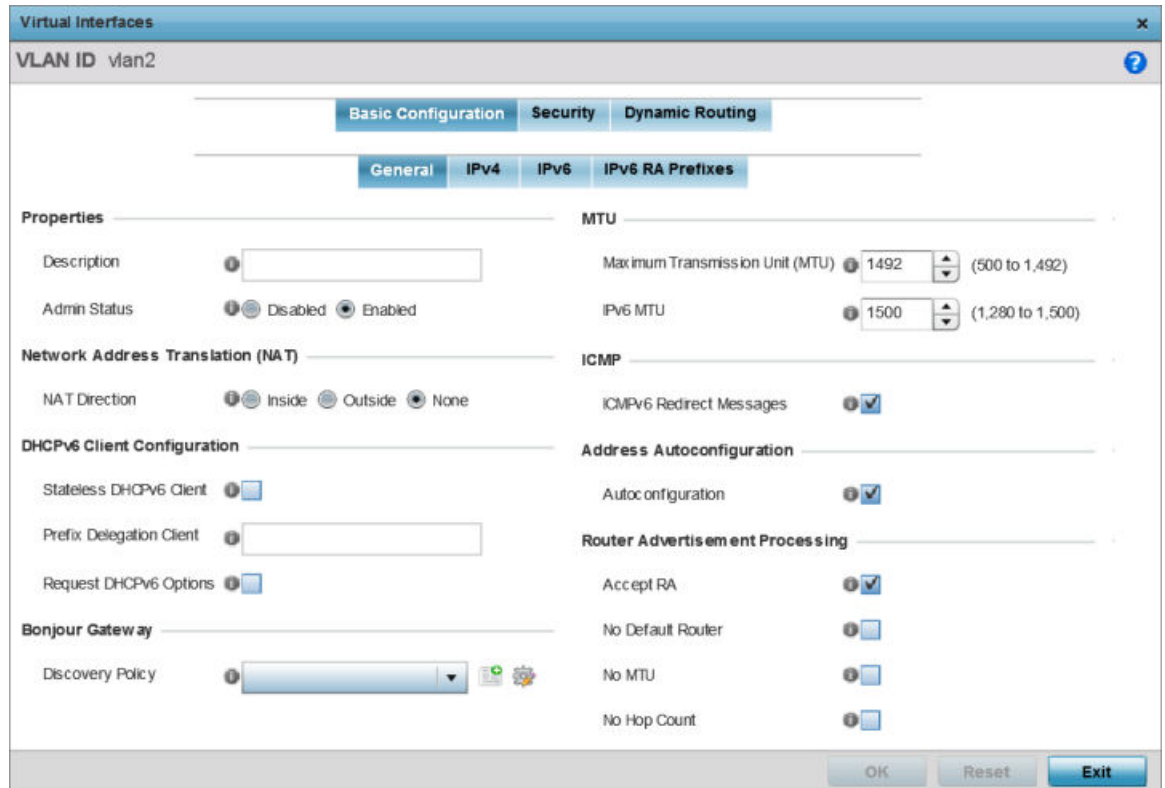 Virtual Interfaces
VLAN ID vlan2
Basic Configuration Security Dynamic Routing
General IPv4 IPv6 IPv6 RA Prefixes
Properties
Description
Admin Status Disabled Enabled
Network Address Translation (NAT)
NAT Direction Inside Outside None
DHCPv6 Client Configuration
Stateless DHCPv6 Client
Prefix Delegation Client
Request DHCPv6 Options
Bonjour Gateway
Discovery Policy
MTU
Maximum Transmission Unit (MTU) 1492 (500 to 1,492)
IPv6 MTU 1500 (1,280 to 1,500)
ICMP
ICMPv6 Redirect Messages
Address Autoconfiguration
Autoconfiguration
Router Advertisement Processing
Accept RA
No Default Router
No MTU
No Hop Count
OK Reset Exit